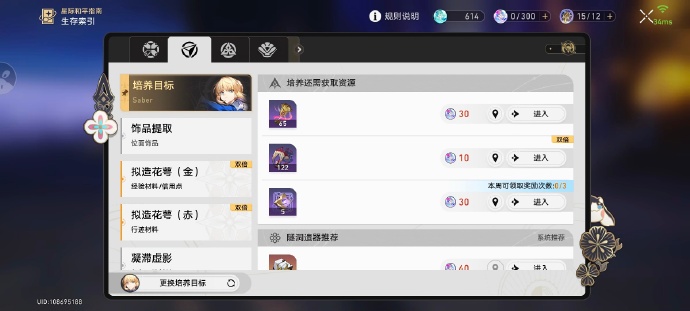 星际和平指南
生存索引
规则说明
614
0/300
15/12
34ms
培养目标
Saber
饰品提取
位面饰品
双倍
拟造花萼（金）
经验材料/信用点
双倍
拟造花萼（赤）
行迹材料
凝滞虚影
更换培养目标
培养还需获取资源
65
30
进入
双倍
122
10
进入
本周可领取奖励次数:0/3
5
30
进入
隧洞遗器推荐
系统推荐
40
进入
UID:108695188